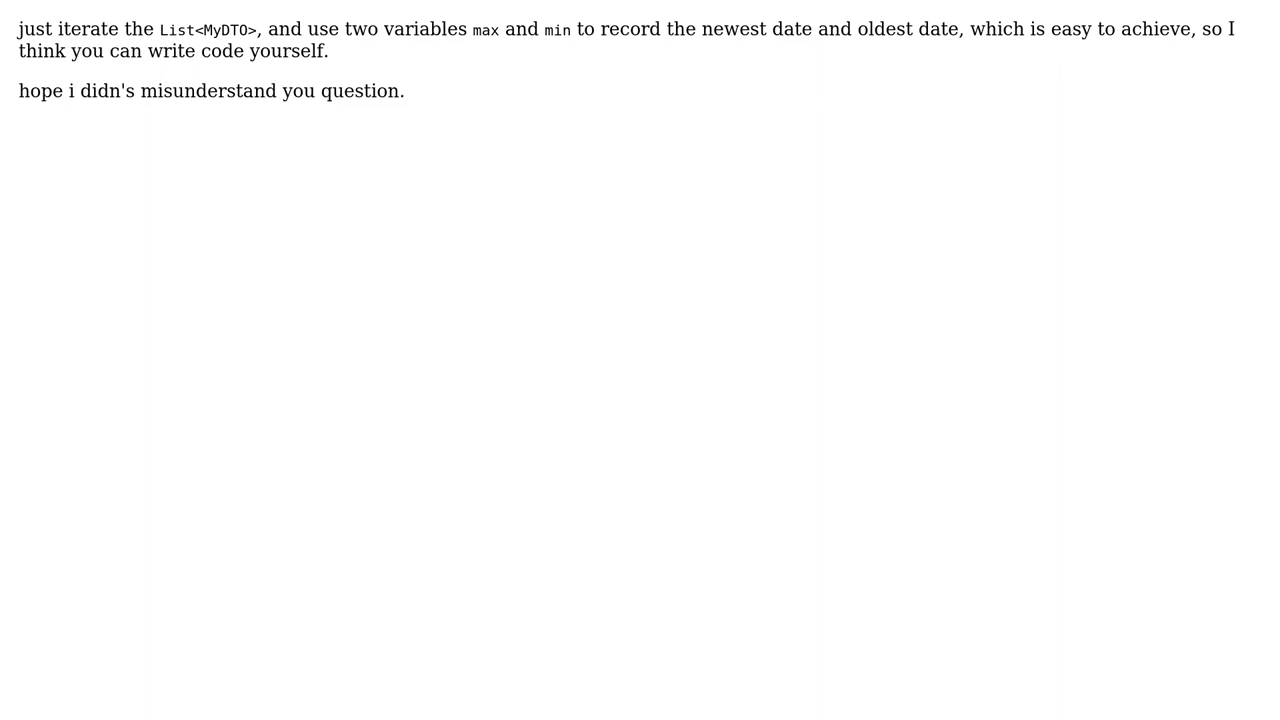 just iterate the List<MyDTO>, and use two variables max and min to record the newest date and oldest date, which is easy to achieve, so I
think you can write code yourself.
hope i didn's misunderstand you question.